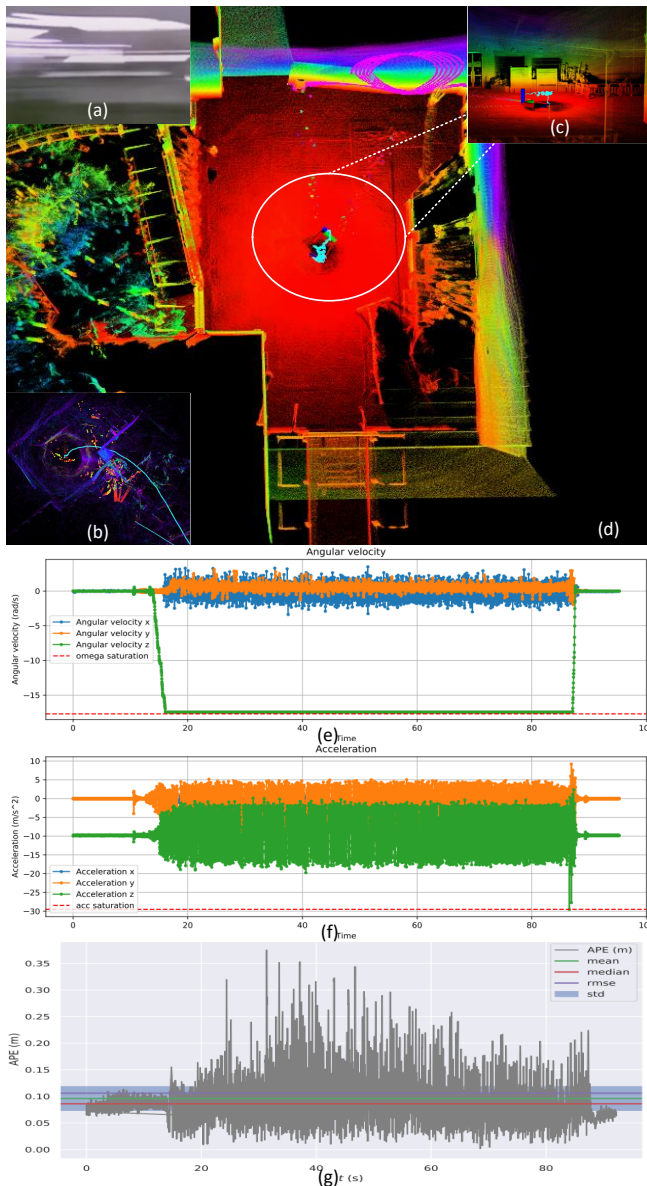 (a)
(c)
(b)
(d)
Angular velocity
Angular velocity (rad/s)
0
−5
−10
−15
Angular velocity x
Angular velocity y
Angular velocity z
omega saturation
0
20
40
60
80
10
Time
(e)
Acceleration
Acceleration (m/s^2)
10
5
0
−5
−10
−15
−20
−25
−30
Acceleration x
Acceleration y
Acceleration z
acc saturation
0
20
40
60
80
10
Time
(f)
APE (m)
0.35
0.30
0.25
0.20
0.15
0.10
0.05
0.00
APE (m)
mean
median
rmse
std
0
20
40
60
80
(g)
t (s)